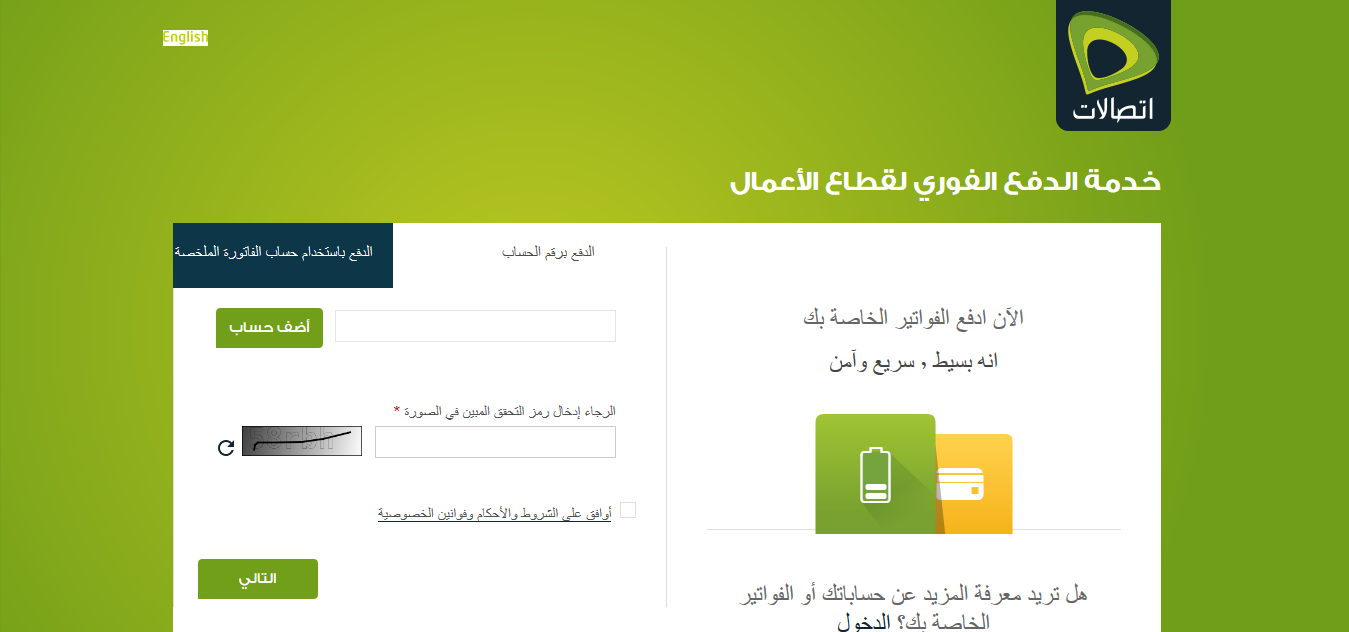 English
اتصالات
خدمة الدفع الفوري لقطاع الأعمال
الدفع برقم الحساب
الدفع باستخدام حساب الفاتورة الملخصة
أضف حساب
الرجاء إدخال رمز التحقق المبين في الصورة *
أوافق على الشروط والأحكام وقوانين الخصوصية
التالي
الآن ادفع الفواتير الخاصة بك
انه بسيط , سريع وآمن
هل تريد معرفة المزيد عن حساباتك أو الفواتير
الخاصة بك؟ الدخول